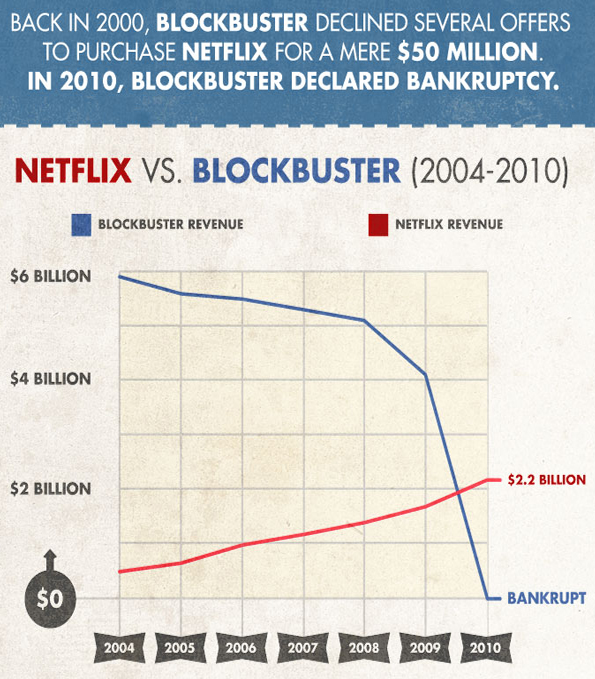 BACK IN 2000, BLOCKBUSTER DECLINED SEVERAL OFFERS
TO PURCHASE NETFLIX FOR A MERE $50 MILLION.
IN 2010, BLOCKBUSTER DECLARED BANKRUPTCY.
NETFLIX VS. BLOCKBUSTER (2004-2010)
BLOCKBUSTER REVENUE
NETFLIX REVENUE
$6 BILLION
$4 BILLION
$2 BILLION
$2.2 BILLION
$0
BANKRUPT
2004 2005 2006 2007 2008 2009 2010